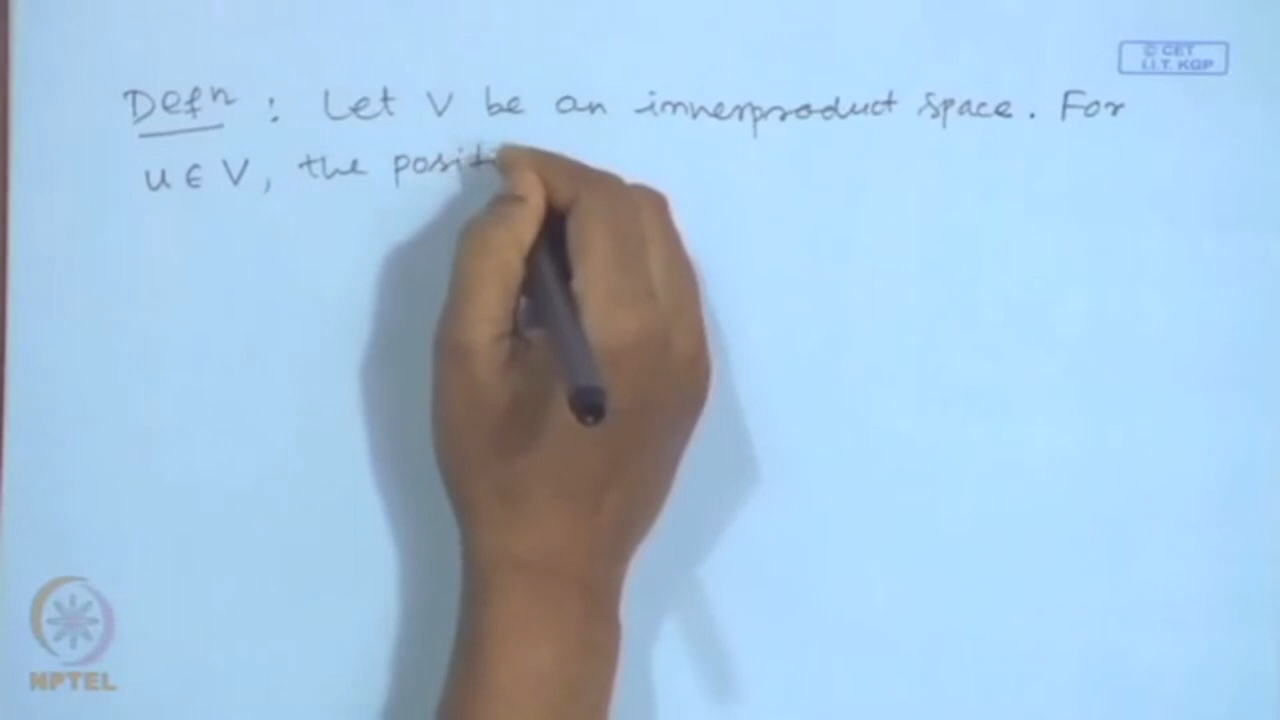 © CET
I.I.T. KGP
Defn : Let V be an innerproduct space. For
u ∈ V, the posit
NPTEL